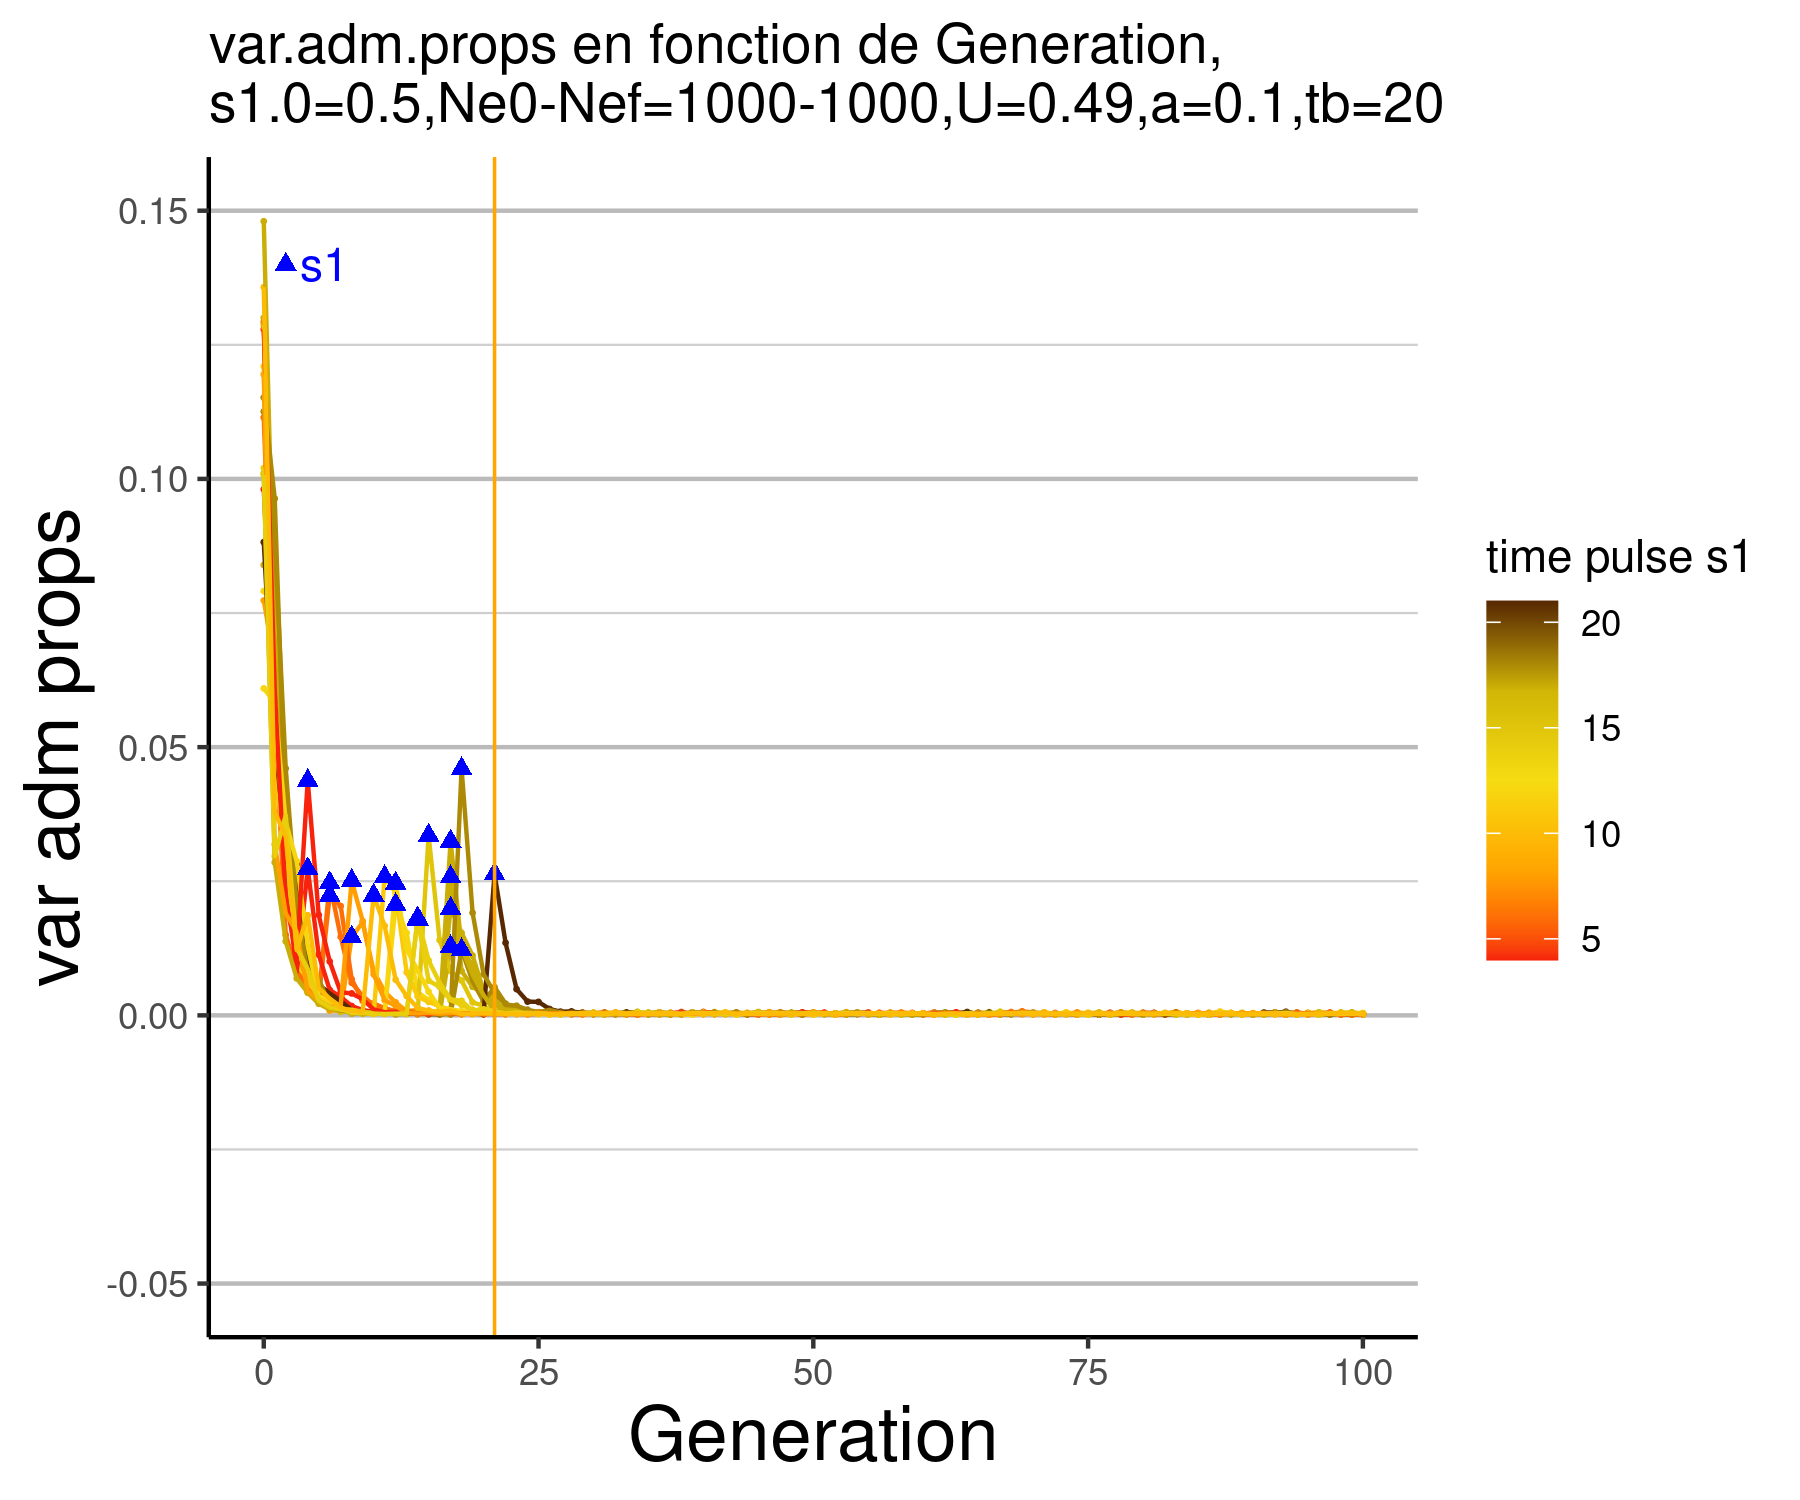 var.adm.props en fonction de Generation,
s1.0=0.5,Ne0-Nef=1000-1000,U=0.49,a=0.1,tb=20
var adm props
0.15
0.10
0.05
0.00
-0.05
s1
0 25 50 75 100
Generation
time pulse s1
20
15
10
5